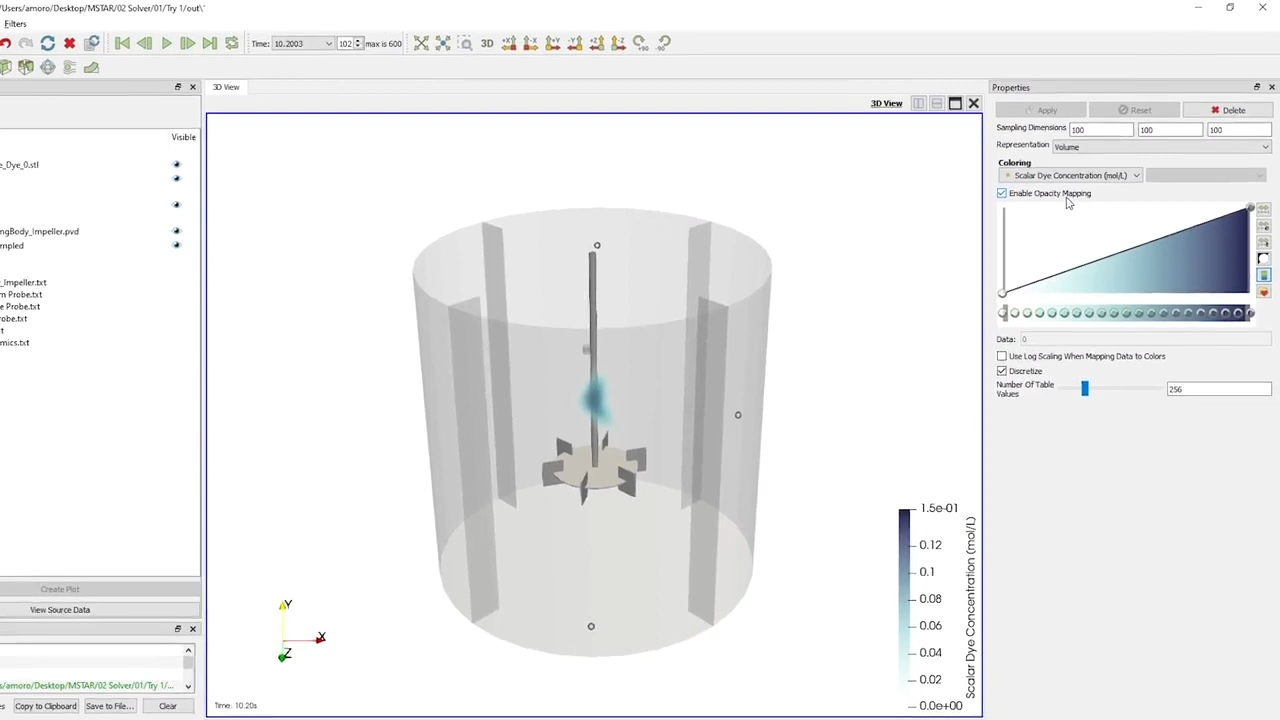 /Users/amoro/Desktop/MSTAR/02 Solver/01/Try 1/out\'
Filters
Time: 10.2003 102 max is 600
3D
+X -X +Y -Y +Z -Z +90 -90
3D View
3D View
Visible
e_Dye_0.stl
ngBody_Impeller.pvd
mpled
_Impeller.txt
m Probe.txt
e Probe.txt
robe.txt
t
mics.txt
Create Plot
View Source Data
s/amoro/Desktop/MSTAR/02 Solver/01/Try 1/...
es Copy to Clipboard Save to File... Clear
Y
X
Z
Time: 10.20s
1.5e-01
0.12
0.1
0.08
0.06
0.04
0.02
0.0e+00
Scalar Dye Concentration (mol/L)
Properties
Apply Reset Delete
Sampling Dimensions 100 100 100
Representation Volume
Coloring
Scalar Dye Concentration (mol/L)
Enable Opacity Mapping
Data: 0
Use Log Scaling When Mapping Data to Colors
Discretize
Number Of Table
Values 256